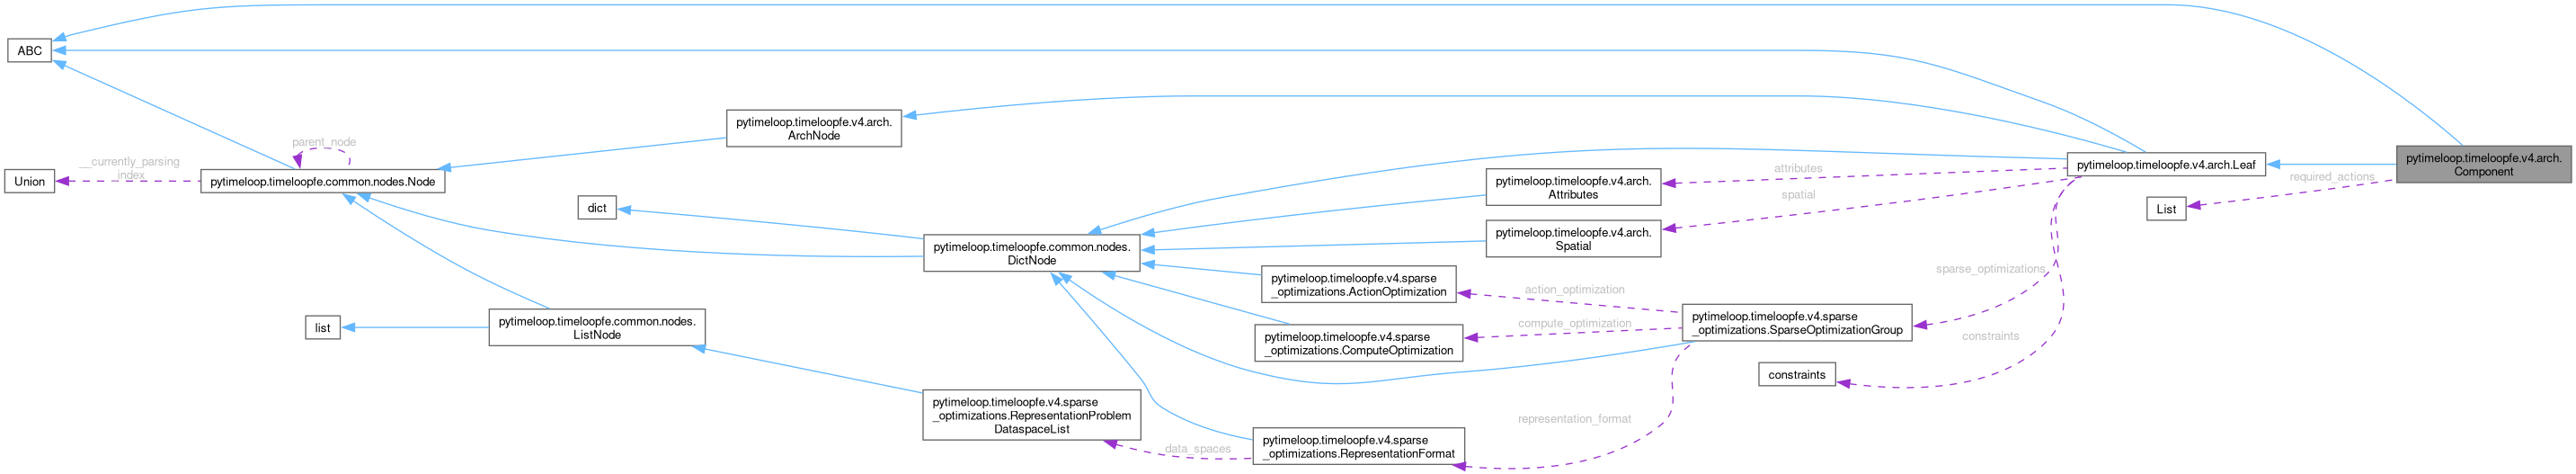 ABC
pytimeloop.timeloopfe.v4.arch.
ArchNode
parent_node
__currently_parsing
index
Union
pytimeloop.timeloopfe.common.nodes.Node
pytimeloop.timeloopfe.v4.arch.Leaf
pytimeloop.timeloopfe.v4.arch.
Component
required_actions
List
attributes
pytimeloop.timeloopfe.v4.arch.
Attributes
spatial
dict
pytimeloop.timeloopfe.v4.arch.
Spatial
pytimeloop.timeloopfe.common.nodes.
DictNode
sparse_optimizations
pytimeloop.timeloopfe.v4.sparse
_optimizations.ActionOptimization
action_optimization
list
pytimeloop.timeloopfe.common.nodes.
ListNode
pytimeloop.timeloopfe.v4.sparse
_optimizations.ComputeOptimization
compute_optimization
pytimeloop.timeloopfe.v4.sparse
_optimizations.SparseOptimizationGroup
constraints
constraints
pytimeloop.timeloopfe.v4.sparse
_optimizations.RepresentationProblem
DataspaceList
representation_format
data_spaces
pytimeloop.timeloopfe.v4.sparse
_optimizations.RepresentationFormat